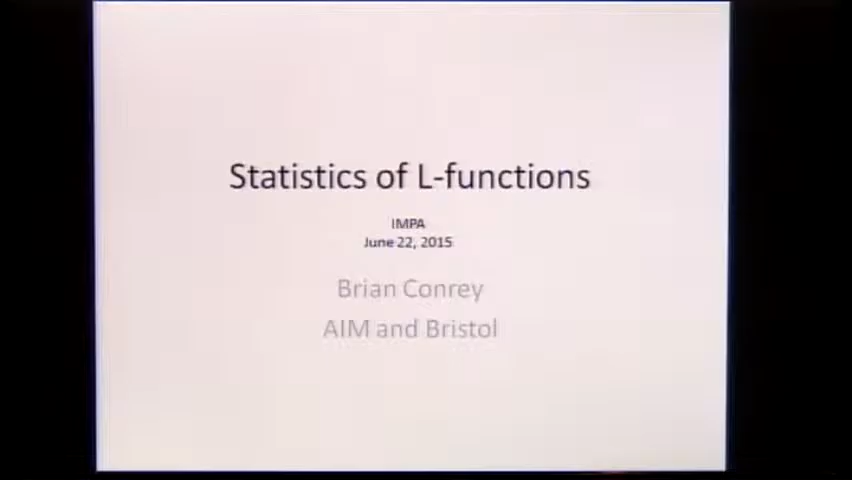 Statistics of L-functions
IMPA
June 22, 2015
Brian Conrey
AIM and Bristol